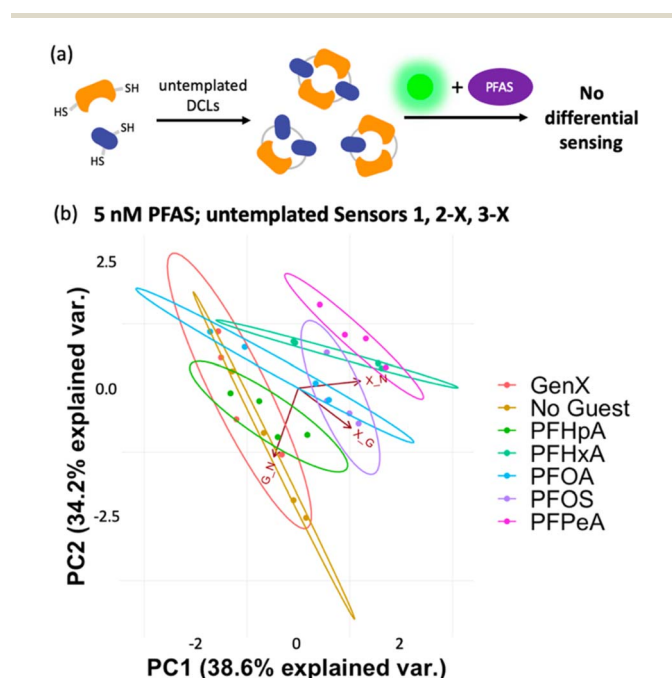 (a)
HS
SH
SH
HS
untemplated
DCLs
+
PFAS
No
differential
sensing
(b) 5 nM PFAS; untemplated Sensors 1, 2-X, 3-X
PC2 (34.2% explained var.)
2.5
0.0
-2.5
X_N
X_G
G_N
GenX
No Guest
PFHpA
PFHxA
PFOA
PFOS
PFPeA
-2
0
2
PC1 (38.6% explained var.)